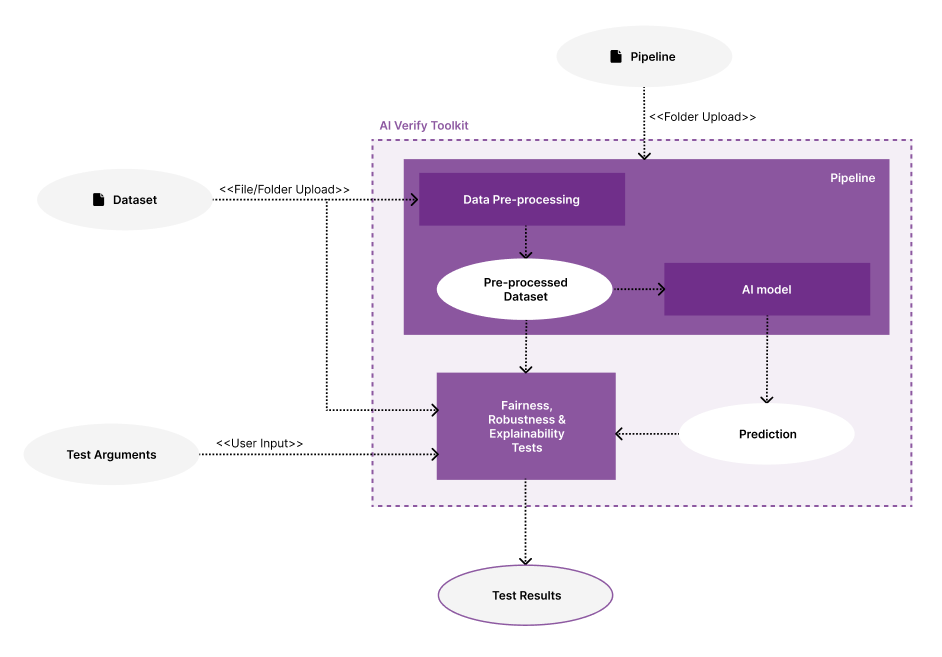 Pipeline
<<Folder Upload>>
AI Verify Toolkit
Pipeline
<<File/Folder Upload>>
Dataset
Data Pre-processing
Pre-processed
Dataset
AI model
Fairness,
Robustness &
Explainability
Tests
Prediction
<<User Input>>
Test Arguments
Test Results